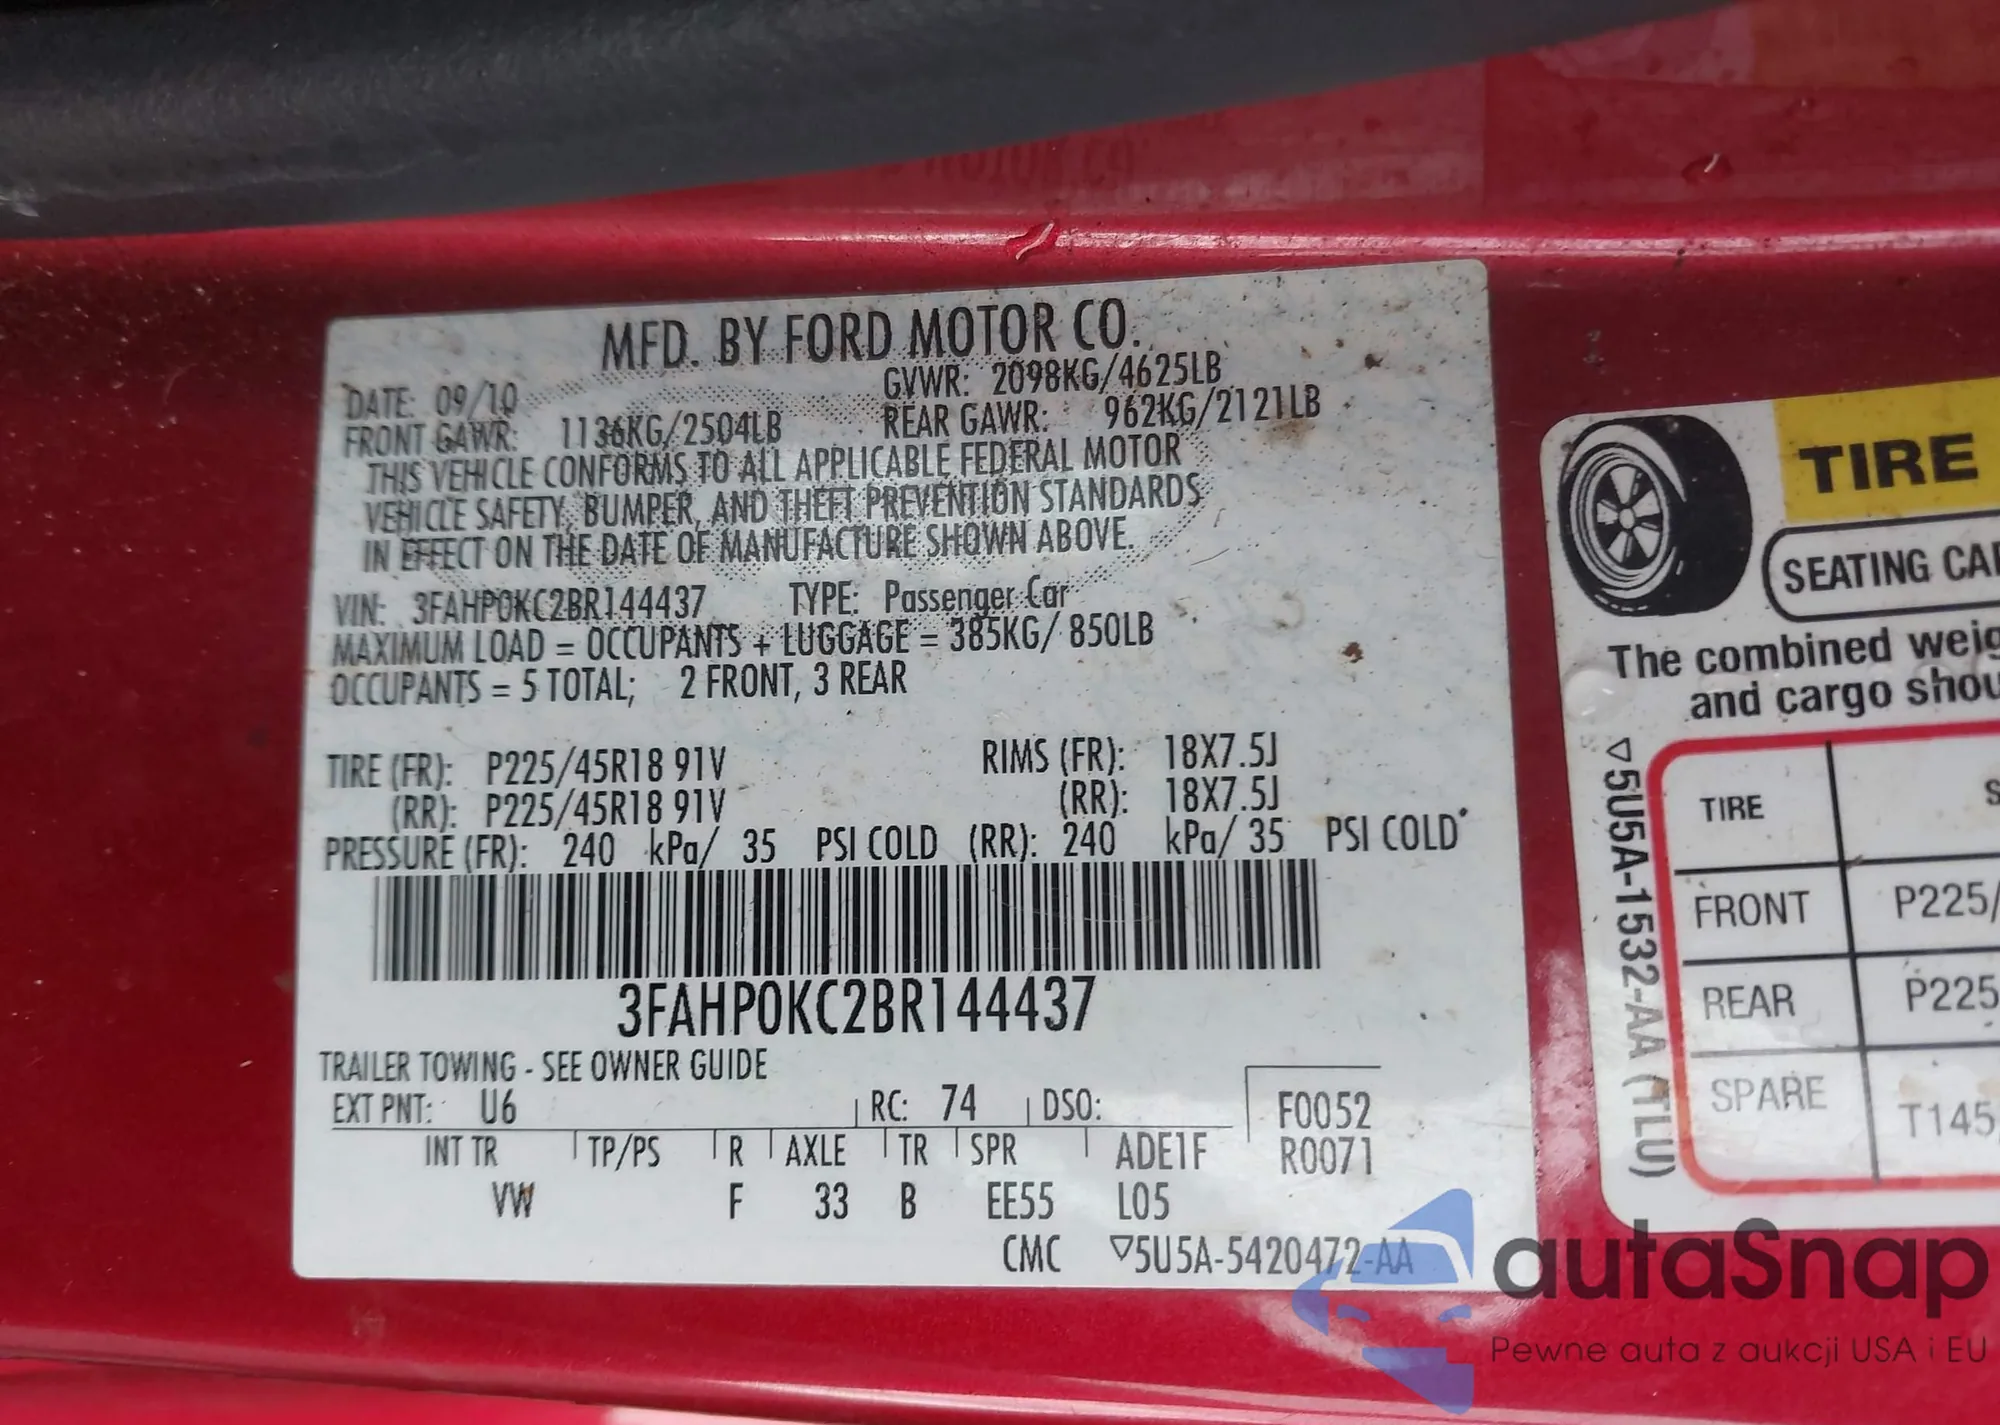 MFD. BY FORD MOTOR CO.
DATE: 09/10 GVWR: 2098KG/4625LB
FRONT GAWR: 1136KG/2504LB REAR GAWR: 962KG/2121LB
THIS VEHICLE CONFORMS TO ALL APPLICABLE FEDERAL MOTOR
VEHICLE SAFETY, BUMPER, AND THEFT PREVENTION STANDARDS
IN EFFECT ON THE DATE OF MANUFACTURE SHOWN ABOVE.
VIN: 3FAHP0KC2BR144437 TYPE: Passenger Car
MAXIMUM LOAD = OCCUPANTS + LUGGAGE = 385KG/ 850LB
OCCUPANTS = 5 TOTAL; 2 FRONT, 3 REAR
TIRE (FR): P225/45R18 91V RIMS (FR): 18X7.5J
(RR): P225/45R18 91V (RR): 18X7.5J
PRESSURE (FR): 240 kPa/ 35 PSI COLD (RR): 240 kPa/ 35 PSI COLD
3FAHP0KC2BR144437
TRAILER TOWING - SEE OWNER GUIDE
EXT PNT: U6 RC: 74 DSO: F0052
INT TR TP/PS R AXLE TR SPR ADE1F R0071
VW F 33 B EE55 L05
CMC ▽5U5A-5420472-AA
TIRE
SEATING CAP
The combined weig
and cargo shou
▽5U5A-1532-AA (TLU)
TIRE S
FRONT P225/
REAR P225
SPARE T145
autaSnap
Pewne auta z aukcji USA i EU